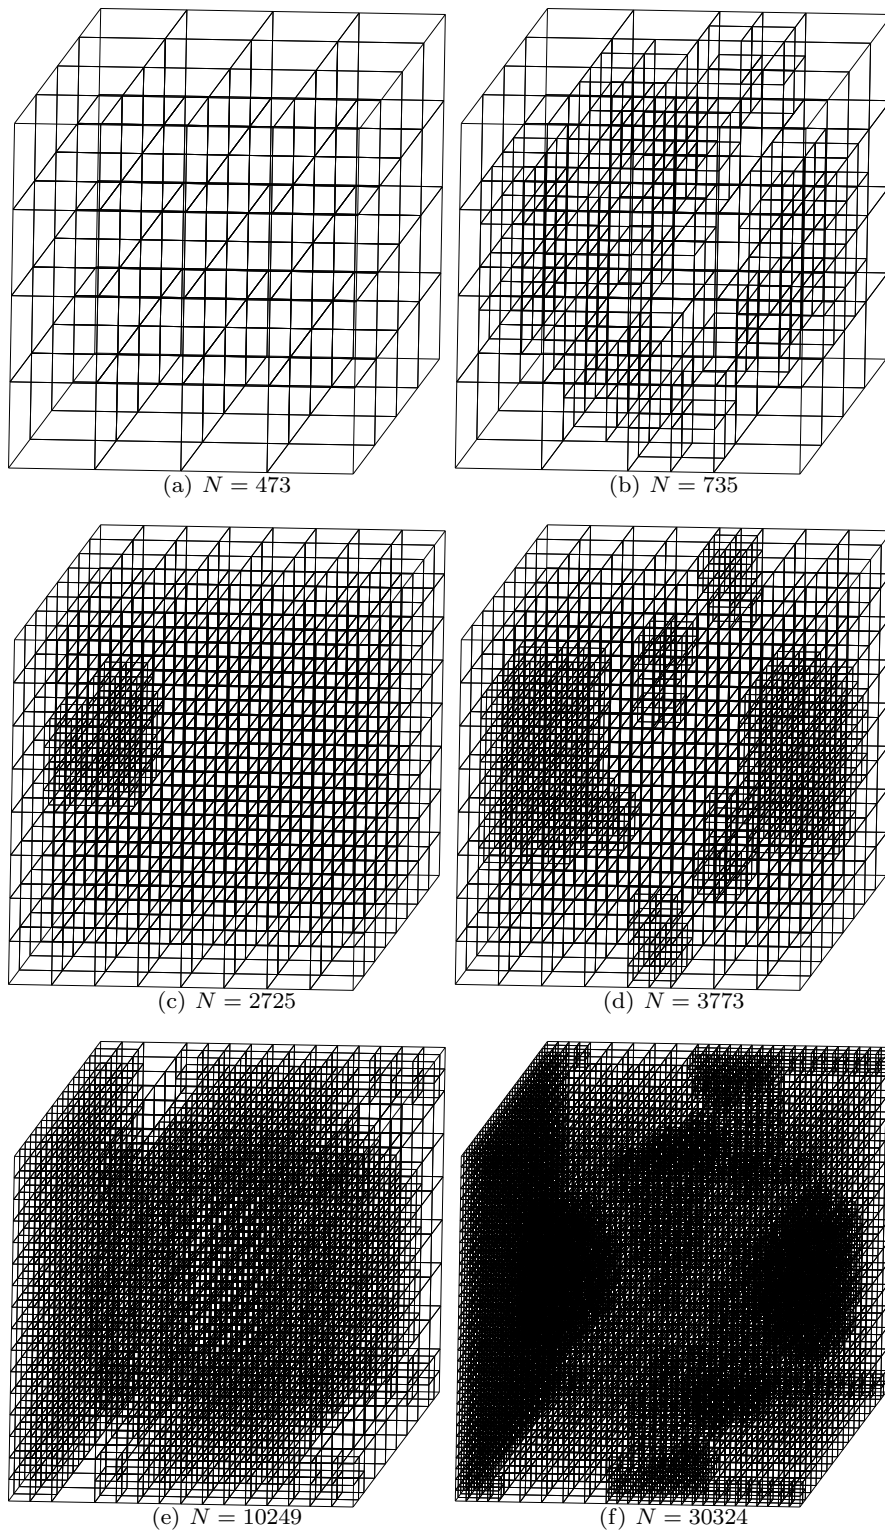 (a) N = 473
(b) N = 735
(c) N = 2725
(d) N = 3773
(e) N = 10249
(f) N = 30324